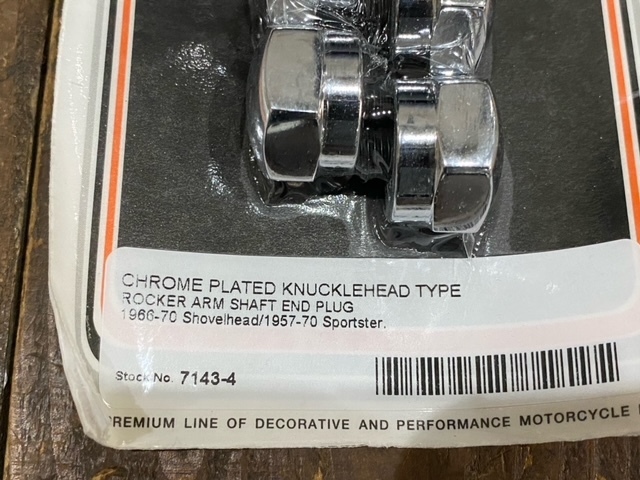 CHROME PLATED KNUCKLEHEAD TYPE
ROCKER ARM SHAFT END PLUG
1966-70 Shovelhead/1957-70 Sportster.
Stock No. 7143-4
PREMIUM LINE OF DECORATIVE AND PERFORMANCE MOTORCYCLE